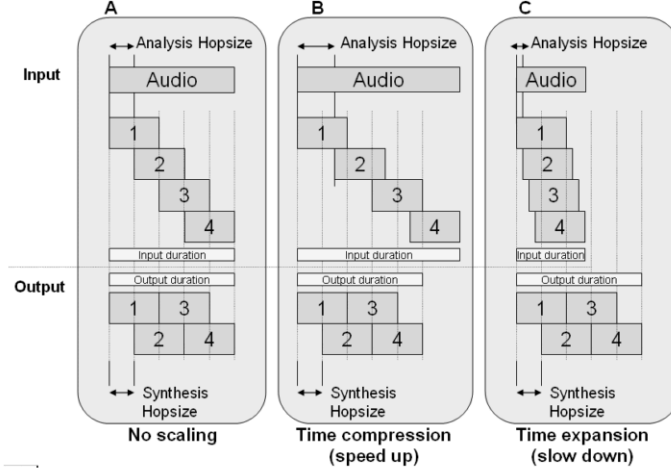 A
B
C
Analysis Hopsize
Analysis Hopsize
Analysis Hopsize
Input
Audio
Audio
Audio
1
1
1
2
2
2
3
3
3
4
4
4
Input duration
Input duration
Input duration
Output duration
Output duration
Output duration
Output
1 3
1 3
1 3
2 4
2 4
2 4
Synthesis
Hopsize
Synthesis
Hopsize
Synthesis
Hopsize
No scaling
Time compression
(speed up)
Time expansion
(slow down)